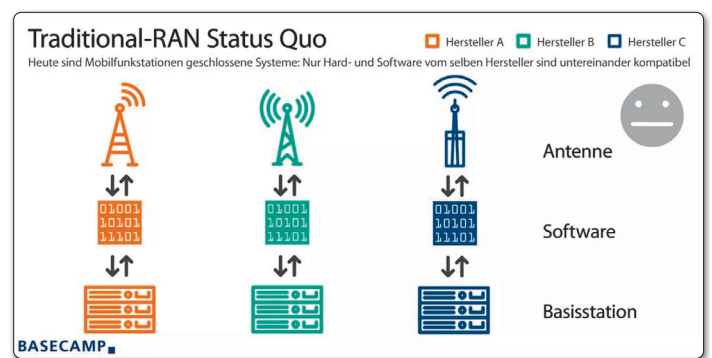 Traditional-RAN Status Quo
Hersteller A Hersteller B Hersteller C
Heute sind Mobilfunkstationen geschlossene Systeme: Nur Hard- und Software vom selben Hersteller sind untereinander kompatibel
Antenne
01001 01001 01001
10101 10101 10101
11101 11101 11101
Software
Basisstation
BASECAMP